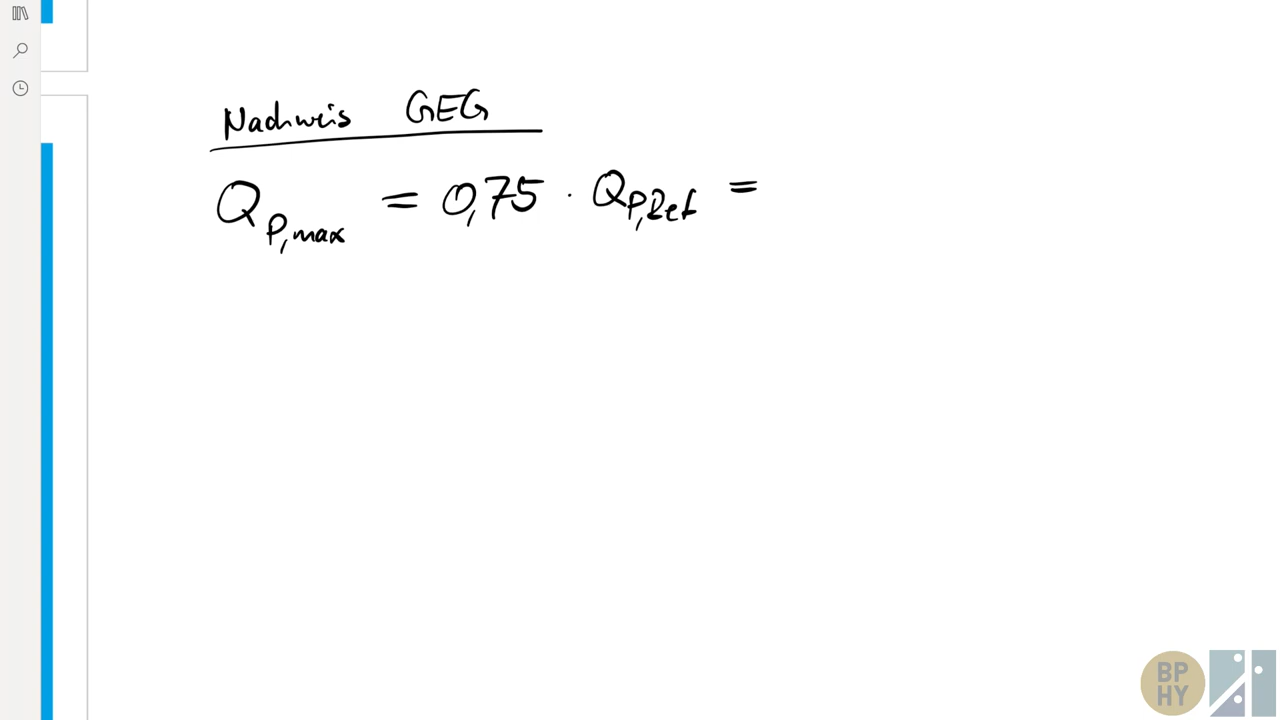 Nachweis GEG
Q_P,max = 0,75 · Q_P,Ref =
BP
HY